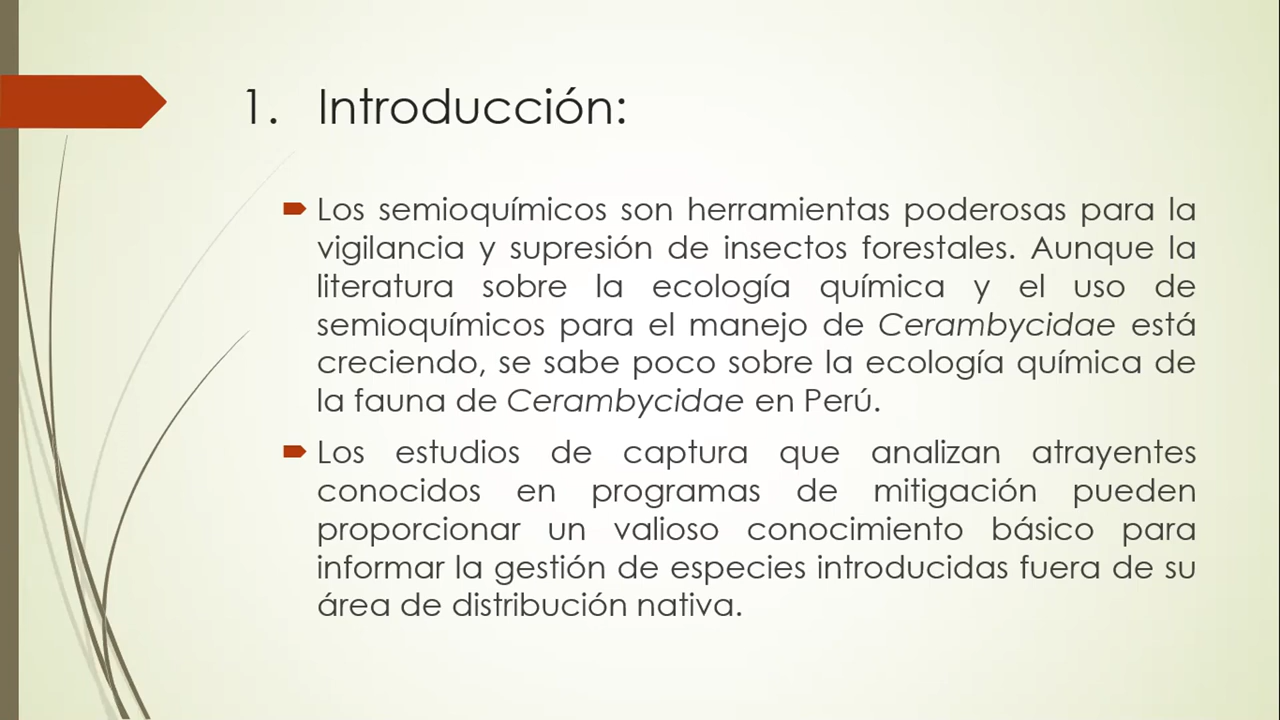 1. Introducción:
Los semioquímicos son herramientas poderosas para la
vigilancia y supresión de insectos forestales. Aunque la
literatura sobre la ecología química y el uso de
semioquímicos para el manejo de Cerambycidae está
creciendo, se sabe poco sobre la ecología química de
la fauna de Cerambycidae en Perú.
Los estudios de captura que analizan atrayentes
conocidos en programas de mitigación pueden
proporcionar un valioso conocimiento básico para
informar la gestión de especies introducidas fuera de su
área de distribución nativa.